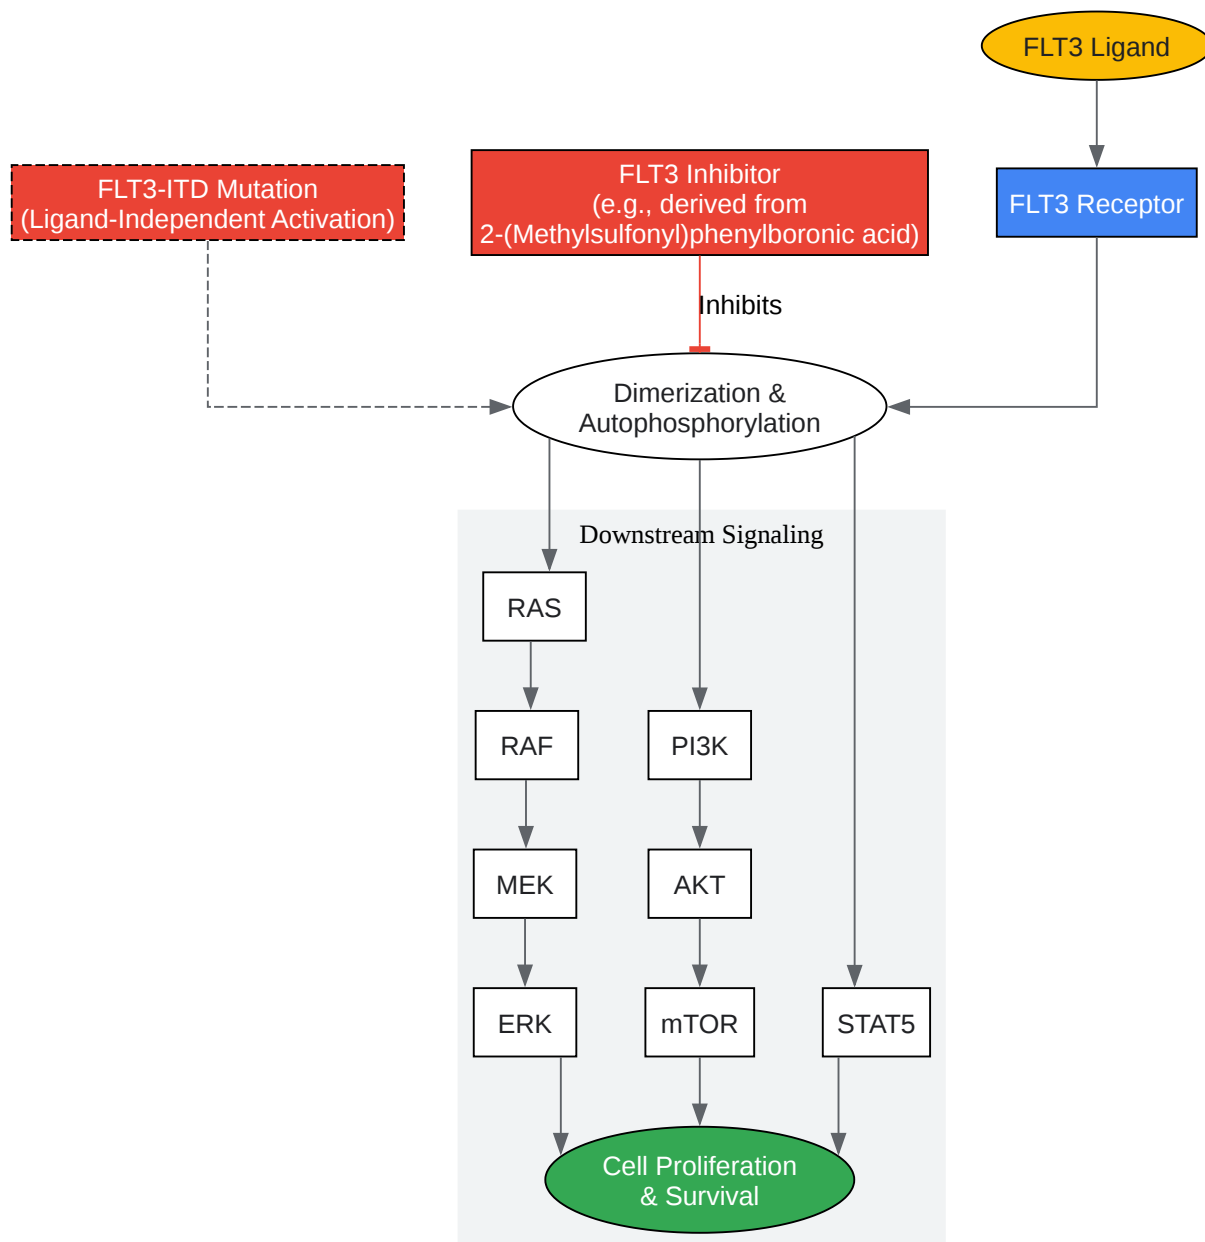 FLT3 Ligand
FLT3-ITD Mutation
(Ligand-Independent Activation)
FLT3 Inhibitor
(e.g., derived from
2-(Methylsulfonyl)phenylboronic acid)
FLT3 Receptor
Inhibits
Dimerization &
Autophosphorylation
Downstream Signaling
RAS
RAF
PI3K
MEK
AKT
ERK
mTOR
STAT5
Cell Proliferation
& Survival